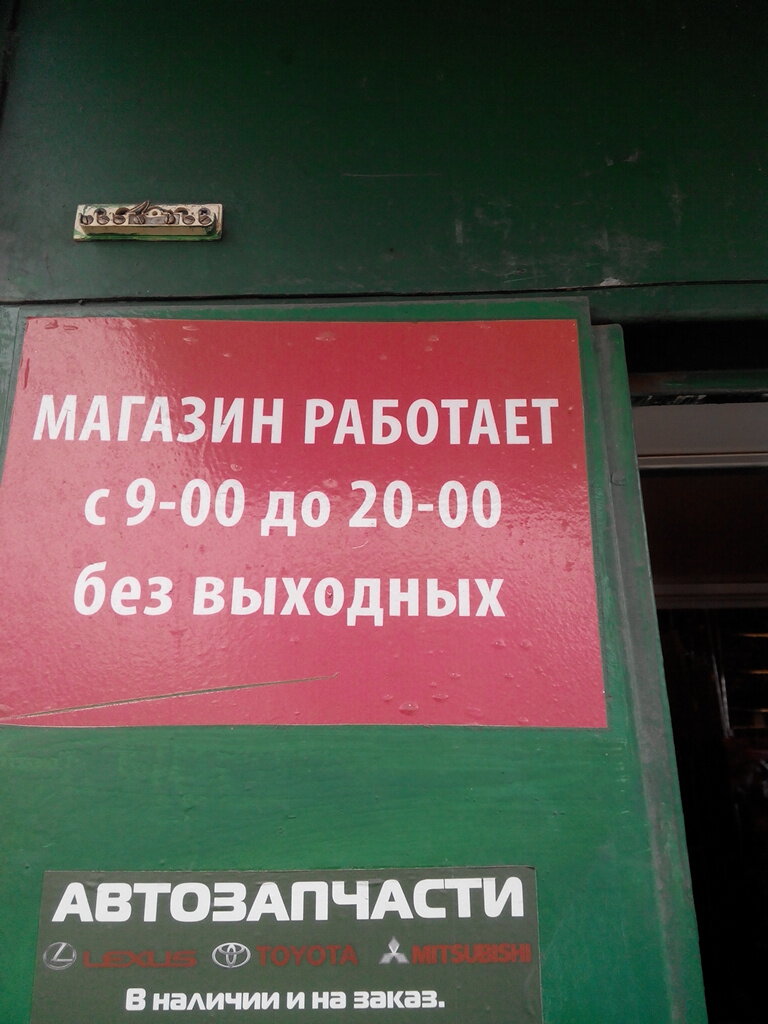 МАГАЗИН РАБОТАЕТ
с 9-00 до 20-00
без выходных
АВТОЗАПЧАСТИ
LEXUS TOYOTA MITSUBISHI
В наличии и на заказ.